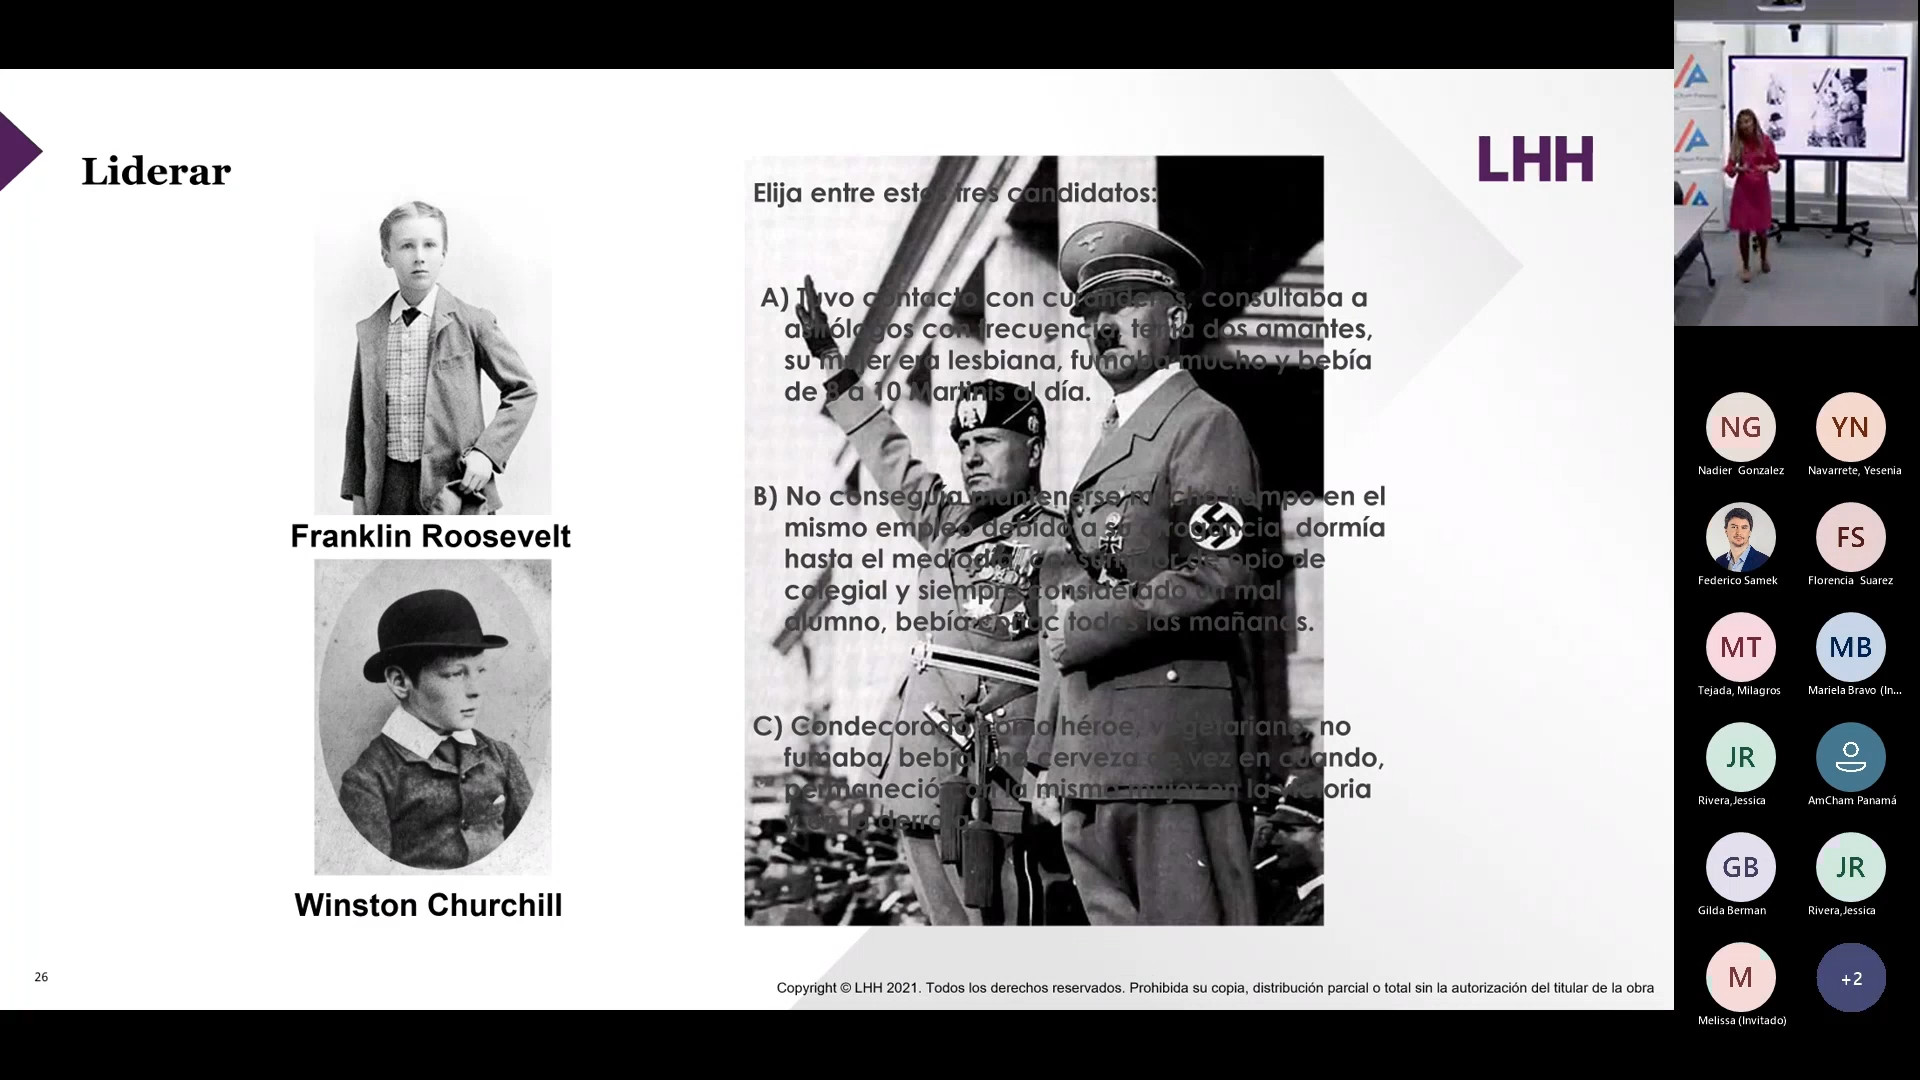 Liderar
LHH
Franklin Roosevelt
Winston Churchill
Elija entre estos tres candidatos:
A) Tuvo contacto con curanderos, consultaba a
astrólogos con frecuencia, tenía dos amantes,
su mujer era lesbiana, fumaba mucho y bebía
de 8 a 10 Martinis al día.
B) No conseguía mantenerse mucho tiempo en el
mismo empleo debido a su arrogancia, dormía
hasta el mediodía, consumidor de opio de
colegial y siempre considerado un mal
alumno, bebía coñac todas las mañanas.
C) Condecorado como héroe, vegetariano, no
fumaba, bebía una cerveza de vez en cuando,
permaneció con la misma mujer en la victoria
y en la derrota.
26
Copyright © LHH 2021. Todos los derechos reservados. Prohibida su copia, distribución parcial o total sin la autorización del titular de la obra
NG
Nadier Gonzalez
YN
Navarrete, Yesenia
Federico Samek
FS
Florencia Suarez
MT
Tejada, Milagros
MB
Mariela Bravo (In...
JR
Rivera,Jessica
AmCham Panamá
GB
Gilda Berman
JR
Rivera,Jessica
M
Melissa (Invitado)
+2